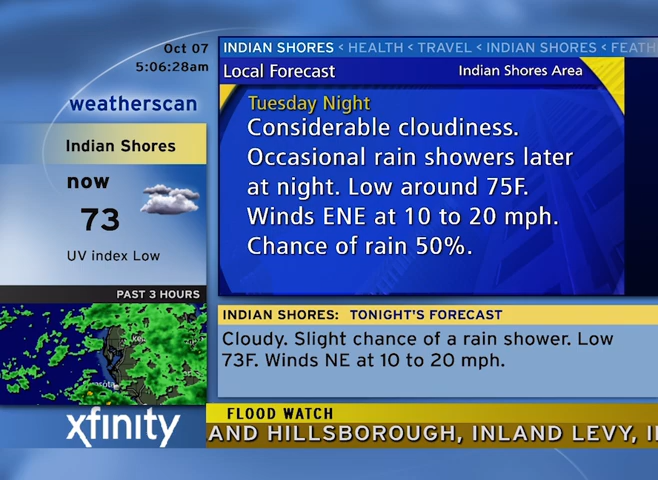 Oct 07
5:06:28am
weatherscan
Indian Shores
now
73
UV index Low
PAST 3 HOURS
xfinity
INDIAN SHORES < HEALTH < TRAVEL < INDIAN SHORES < FEATH
Local Forecast
Indian Shores Area
Tuesday Night
Considerable cloudiness.
Occasional rain showers later
at night. Low around 75F.
Winds ENE at 10 to 20 mph.
Chance of rain 50%.
INDIAN SHORES: TONIGHT'S FORECAST
Cloudy. Slight chance of a rain shower. Low
73F. Winds NE at 10 to 20 mph.
FLOOD WATCH
AND HILLSBOROUGH, INLAND LEVY, I